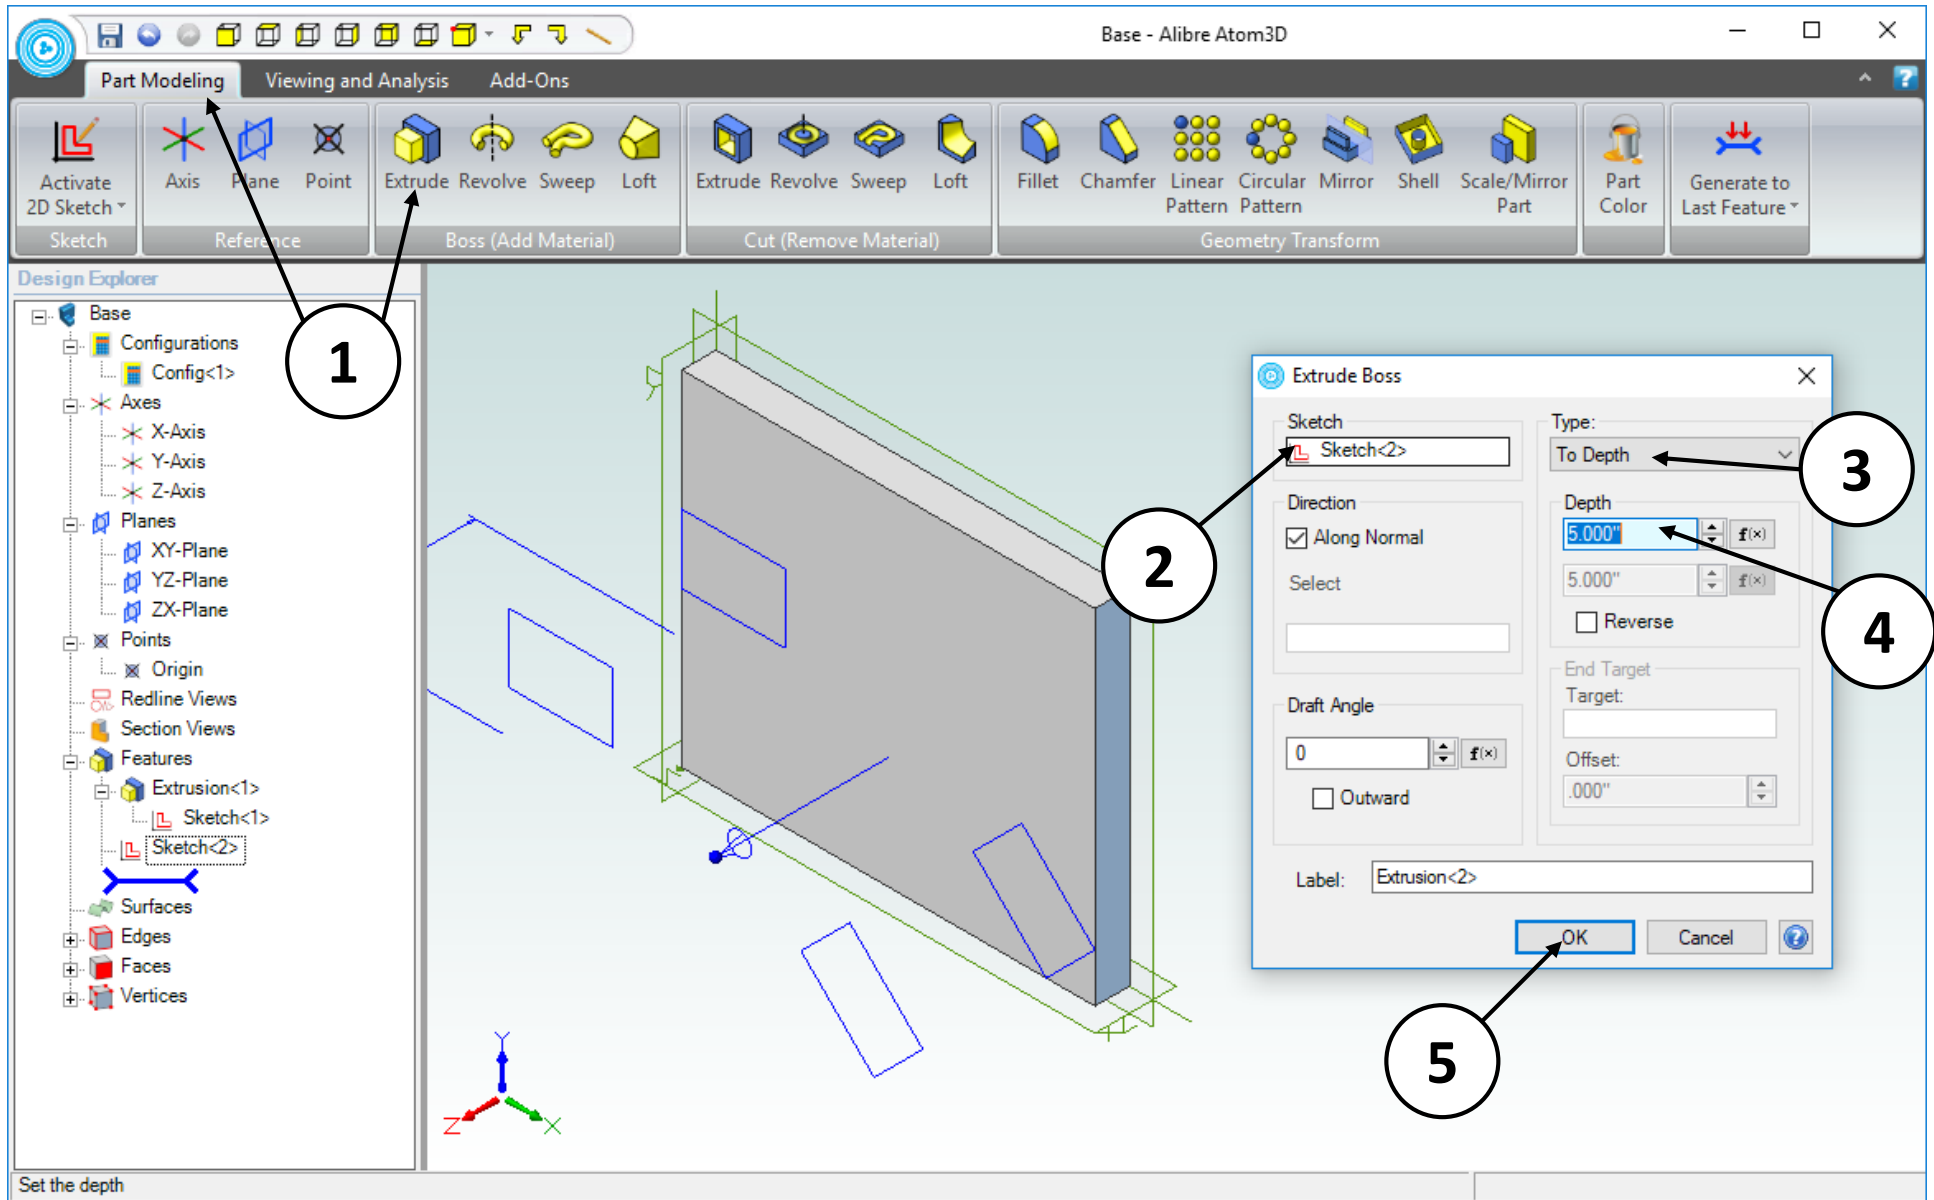 Base - Alibre Atom3D
Part Modeling
Viewing and Analysis
Add-Ons
Activate
2D Sketch
Axis
Plane
Point
Extrude
Revolve
Sweep
Loft
Extrude
Revolve
Sweep
Loft
Fillet
Chamfer
Linear
Pattern
Circular
Pattern
Mirror
Shell
Scale/Mirror
Part
Part
Color
Generate to
Last Feature
Sketch
Reference
Boss (Add Material)
Cut (Remove Material)
Geometry Transform
Design Explorer
Base
Configurations
Config<1>
Axes
X-Axis
Y-Axis
Z-Axis
Planes
XY-Plane
YZ-Plane
ZX-Plane
Points
Origin
Redline Views
Section Views
Features
Extrusion<1>
Sketch<1>
Sketch<2>
Surfaces
Edges
Faces
Vertices
1
Y
Z
X
Extrude Boss
Sketch
Sketch<2>
Type:
To Depth
Direction
Along Normal
Select
Depth
5.000"
f(x)
5.000"
f(x)
Reverse
Draft Angle
0
f(x)
Outward
End Target
Target:
Offset:
.000"
Label:
Extrusion<2>
OK
Cancel
?
2
3
4
5
Set the depth